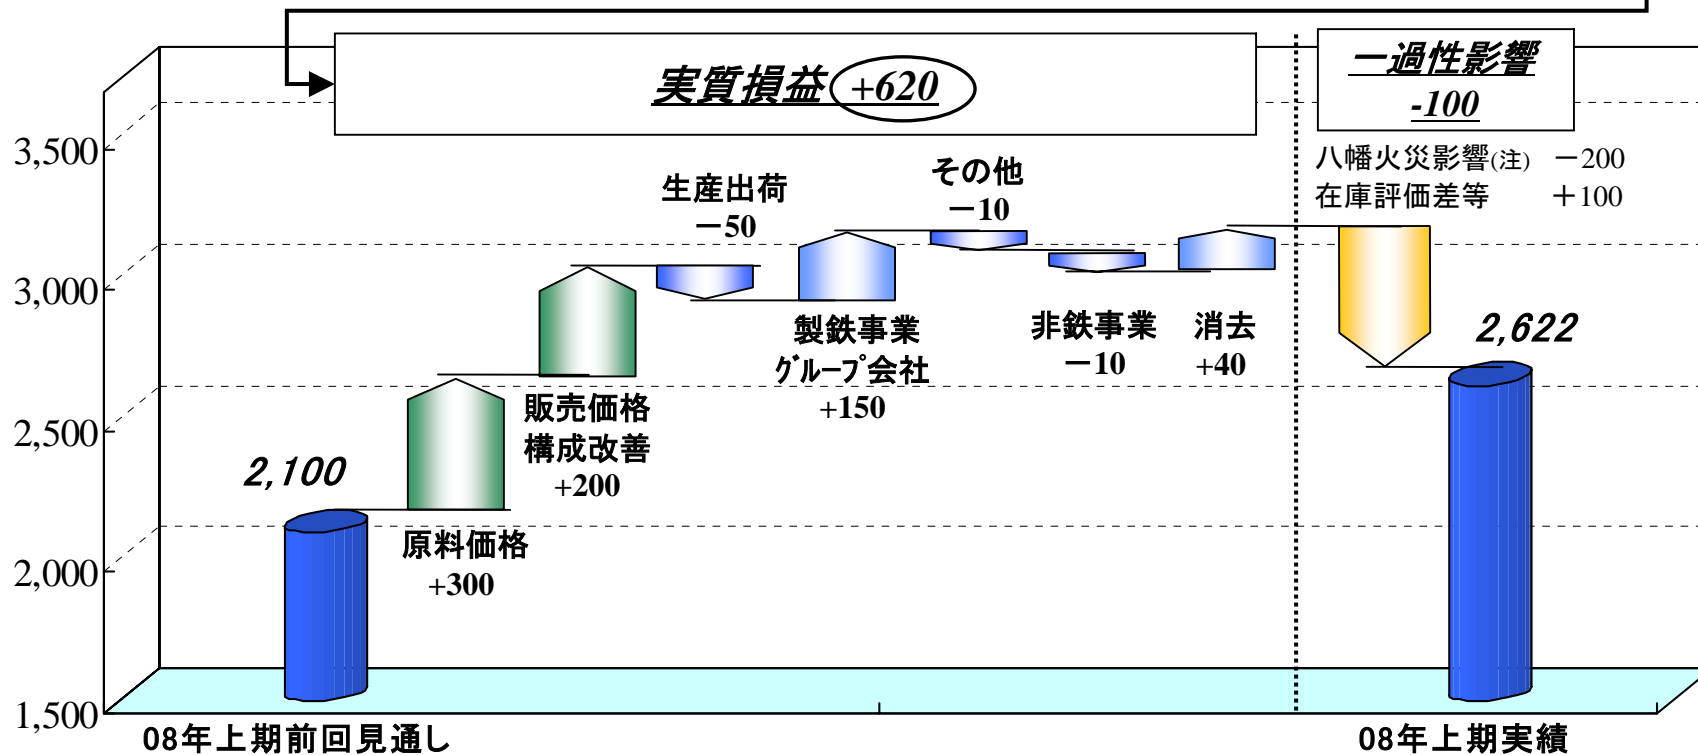 実質損益 +620
一過性影響
-100
八幡火災影響(注) －200
在庫評価差等 ＋100
3,500
3,000
2,500
2,000
1,500
2,100
原料価格
+300
販売価格
構成改善
+200
生産出荷
－50
製鉄事業
グループ会社
+150
その他
－10
非鉄事業
－10
消去
+40
2,622
08年上期前回見通し
08年上期実績